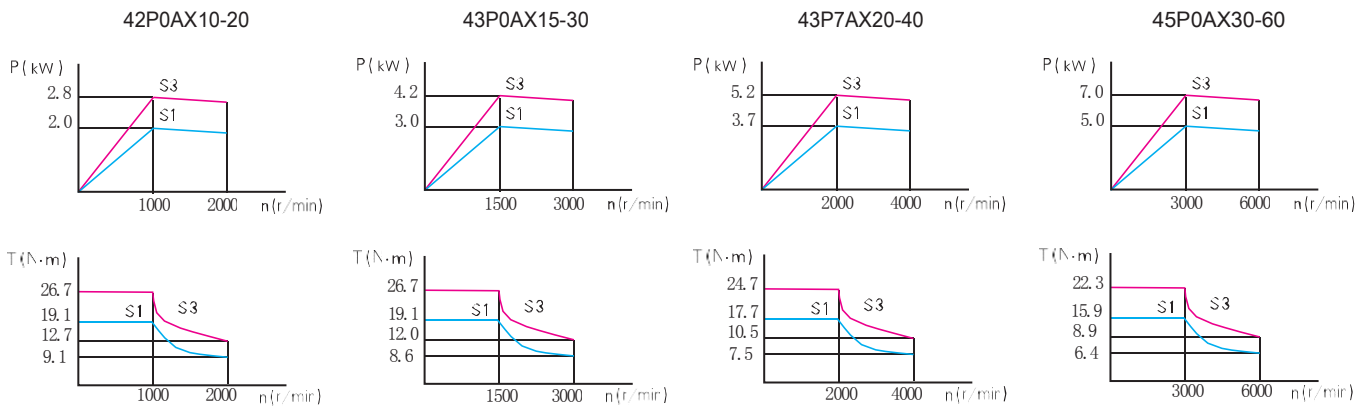 42P0AX10-20
43P0AX15-30
43P7AX20-40
45P0AX30-60
P(kW)
2.8
2.0
S3
S1
1000
2000
n(r/min)
P(kW)
4.2
3.0
S3
S1
1500
3000
n(r/min)
P(kW)
5.2
3.7
S3
S1
2000
4000
n(r/min)
P(kW)
7.0
5.0
S3
S1
3000
6000
n(r/min)
T(N·m)
26.7
19.1
12.7
9.1
S1
S3
1000
2000
n(r/min)
T(N·m)
26.7
19.1
12.0
8.6
S1
S3
1500
3000
n(r/min)
T(N·m)
24.7
17.7
10.5
7.5
S1
S3
2000
4000
n(r/min)
T(N·m)
22.3
15.9
8.9
6.4
S1
S3
3000
6000
n(r/min)